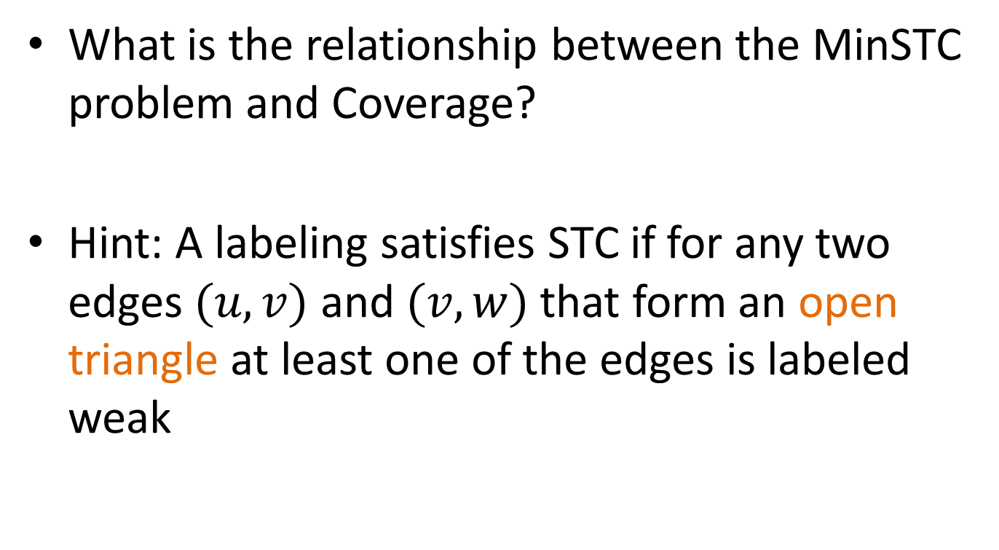 • What is the relationship between the MinSTC
problem and Coverage?
• Hint: A labeling satisfies STC if for any two
edges (𝑢, 𝑣) and (𝑣, 𝑤) that form an open
triangle at least one of the edges is labeled
weak